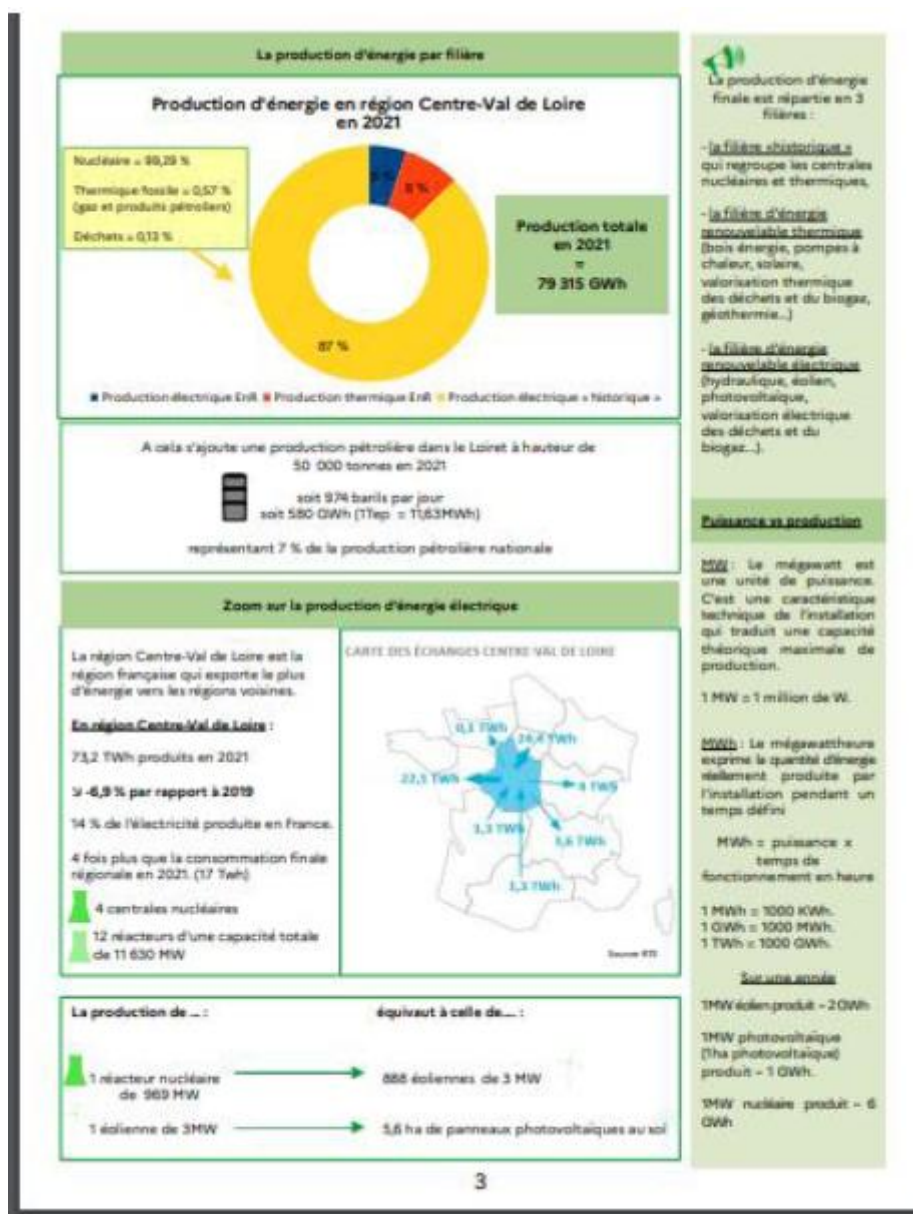 La production d'énergie par filière
Production d'énergie en région Centre-Val de Loire
en 2021
Nucléaire = 99,29 %
Thermique fossile = 0,57 %
(gaz et produits pétroliers)
Déchets = 0,13 %
8 %
87 %
Production totale
en 2021
=
79 315 GWh
Production électrique EnR
Production thermique EnR
Production électrique « historique »
A cela s'ajoute une production pétrolière dans le Loiret à hauteur de
50 000 tonnes en 2021
soit 974 barils par jour
soit 580 GWh (1Tep = 11,63MWh)
représentant 7 % de la production pétrolière nationale
Zoom sur la production d'énergie électrique
La région Centre-Val de Loire est la
région française qui exporte le plus
d'énergie vers les régions voisines.
En région Centre-Val de Loire :
73,2 TWh produits en 2021
-6,9 % par rapport à 2019
14 % de l'électricité produite en France.
4 fois plus que la consommation finale
régionale en 2021. (17 Twh)
4 centrales nucléaires
12 réacteurs d'une capacité totale
de 11 630 MW
CARTE DES ÉCHANGES CENTRE-VAL DE LOIRE
0,1 TWh
24,4 TWh
22,5 TWh
TWh
3,3 TWh
3,6 TWh
1,3 TWh
Source RTE
La production de ... :
équivaut à celle de.... :
1 réacteur nucléaire
de 969 MW
888 éoliennes de 3 MW
1 éolienne de 3MW
5,6 ha de panneaux photovoltaïques au sol
La production d'énergie
finale est répartie en 3
filières :
- la filière «historique »
qui regroupe les centrales
nucléaires et thermiques,
- la filière d'énergie
renouvelable thermique
(bois énergie, pompes à
chaleur, solaire,
valorisation thermique
des déchets et du biogaz,
géothermie...)
- la filière d'énergie
renouvelable électrique
(hydraulique, éolien,
photovoltaïque,
valorisation électrique
des déchets et du
biogaz...).
Puissance vs production
MW : Le mégawatt est
une unité de puissance.
C'est une caractéristique
technique de l'installation
qui traduit une capacité
théorique maximale de
production.
1 MW = 1 million de W.
MWh : Le mégawattheure
exprime la quantité d'énergie
réellement produite par
l'installation pendant un
temps défini
MWh = puissance x
temps de
fonctionnement en heure
1 MWh = 1000 KWh.
1 GWh = 1000 MWh.
1 TWh = 1000 GWh.
Sur une année
1MW éolien produit ~ 2 GWh
1MW photovoltaïque
(1ha photovoltaïque)
produit ~ 1 GWh.
1MW nucléaire produit ~ 6
GWh
3